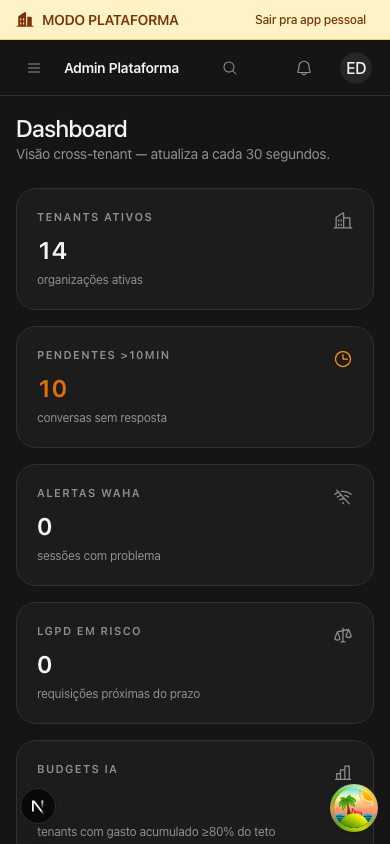 MODO PLATAFORMA
Sair pra app pessoal
Admin Plataforma
ED
Dashboard
Visão cross-tenant — atualiza a cada 30 segundos.
TENANTS ATIVOS
14
organizações ativas
PENDENTES >10MIN
10
conversas sem resposta
ALERTAS WAHA
0
sessões com problema
LGPD EM RISCO
0
requisições próximas do prazo
BUDGETS IA
N
tenants com gasto acumulado ≥80% do teto